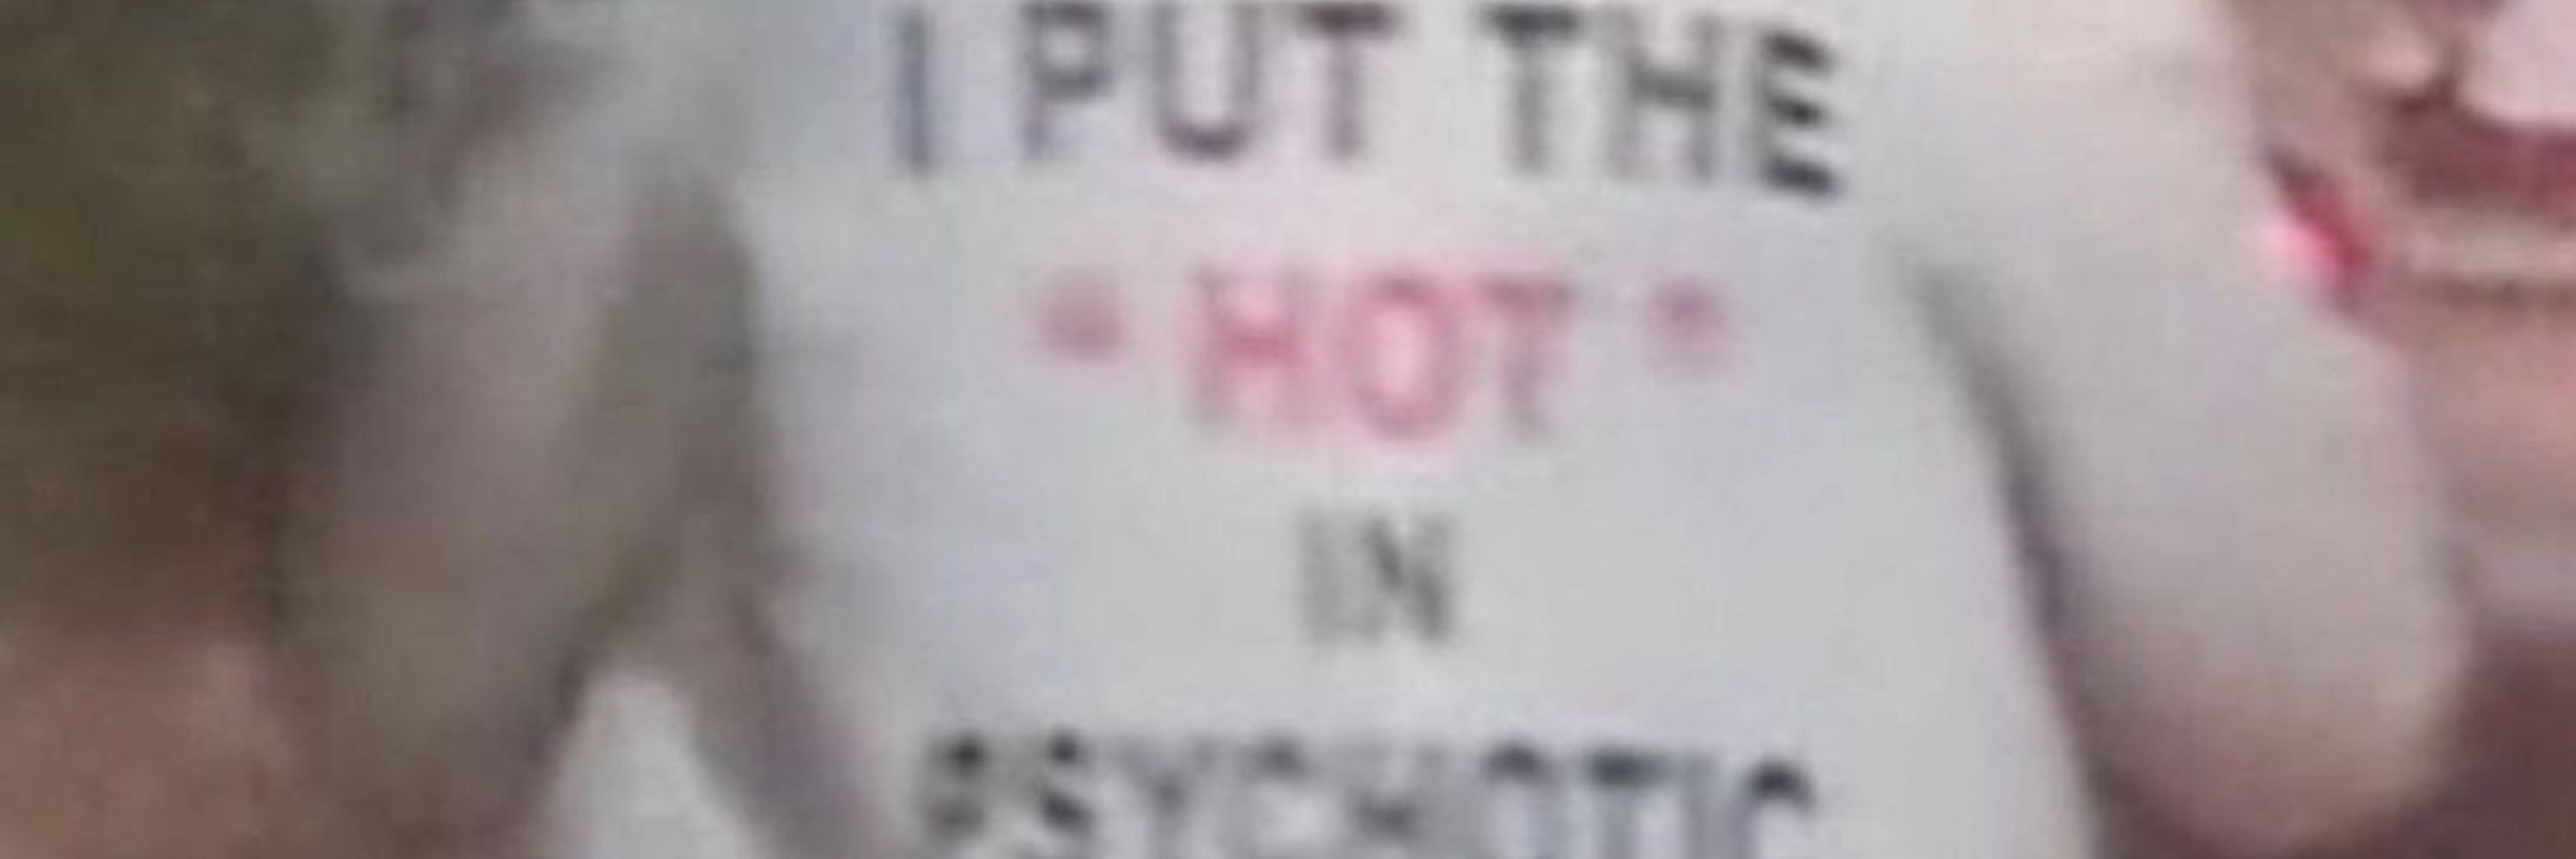 I PUT THE
"HOT"
IN
PSYCHOTIC